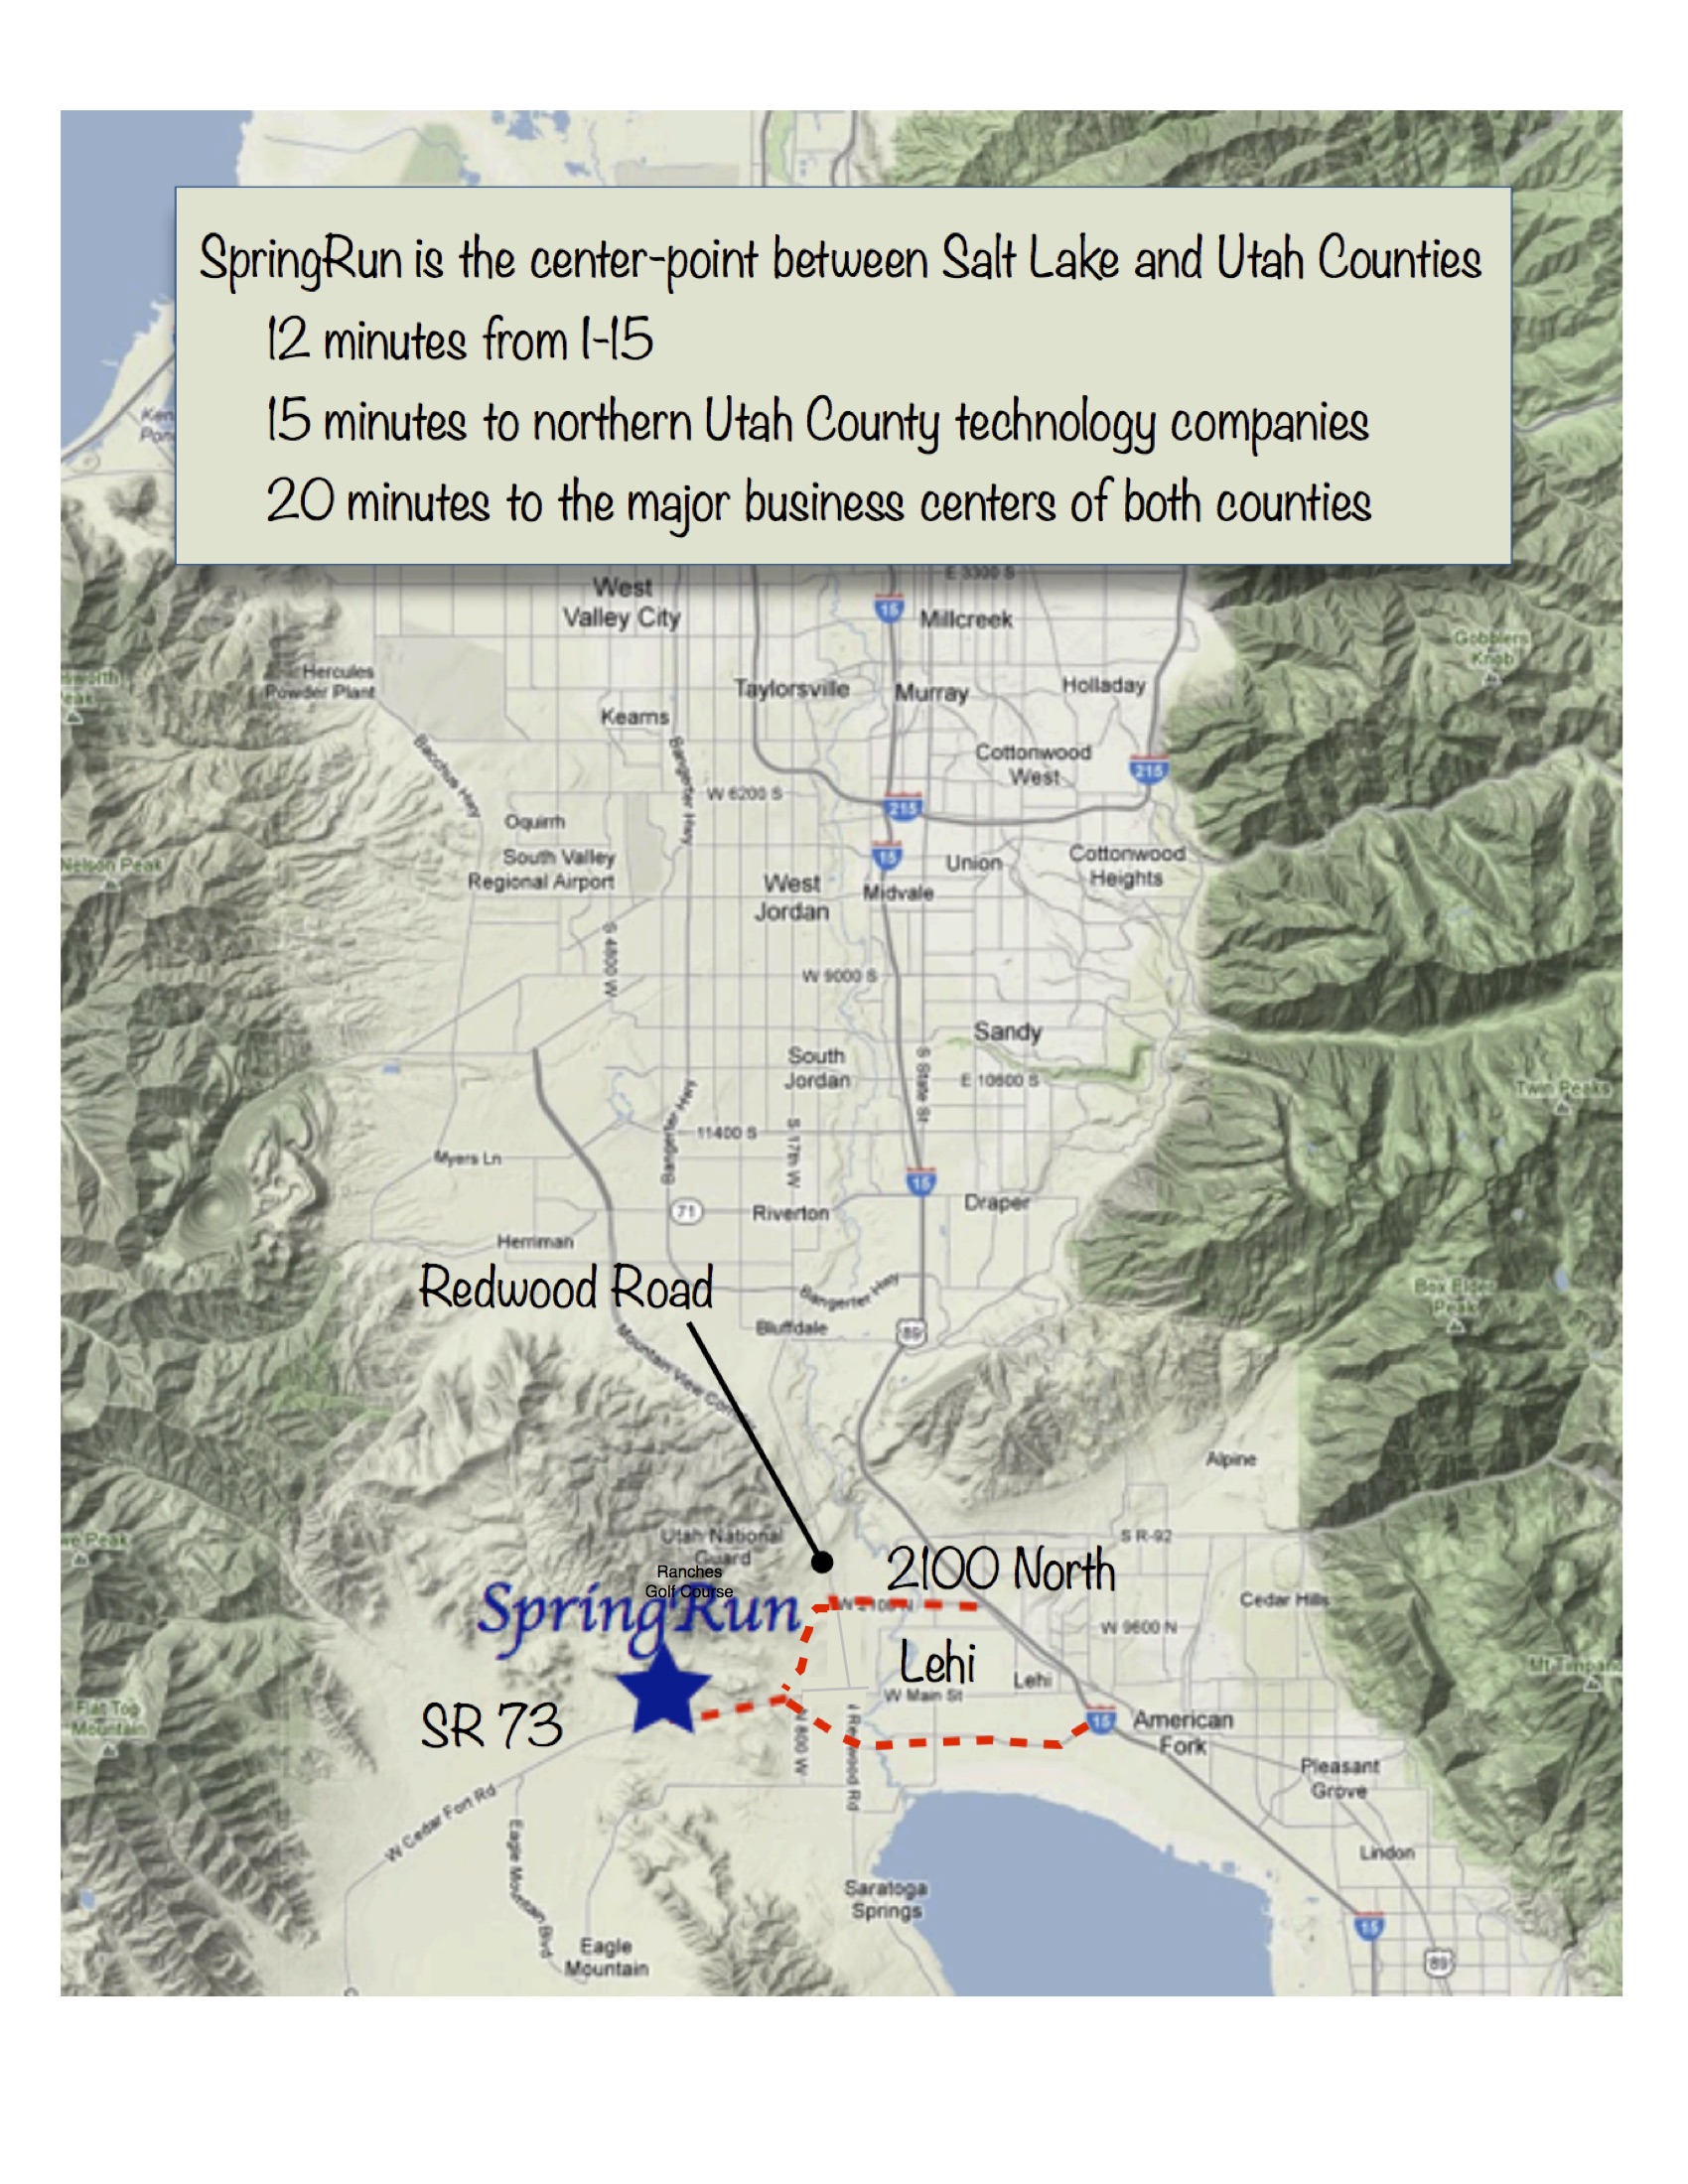 SpringRun is the center-point between Salt Lake and Utah Counties
12 minutes from I-15
15 minutes to northern Utah County technology companies
20 minutes to the major business centers of both counties
E 3300 S
West
Valley City
15
Millcreek
Gobblers
Knob
Hercules
Powder Plant
Taylorsville
Murray
Holladay
Kearns
Bacchus Hwy
Bangerter Hwy
Cottonwood
West
215
W 6200 S
215
Oquirrh
15
South Valley
Regional Airport
Union
Cottonwood
Heights
Nelson Peak
West
Jordan
Midvale
S 4800 W
W 9000 S
Sandy
South
Jordan
S State St
E 10600 S
Twin Peaks
Bangerter Hwy
11400 S
S 17th W
Myers Ln
15
71
Riverton
Draper
Herriman
Redwood Road
Bangerter Hwy
Box Elder
Peak
Bluffdale
89
Mountain View
Alpine
Utah National
Guard
S R-92
Ranches
Golf Course
2100 North
SpringRun
W 2100 N
Cedar Hills
W 9600 N
Lehi
Lehi
W Main St
SR 73
Flat Top
Mountain
N 800 W
15
American
Fork
Pleasant
Grove
W Cedar Fort Rd
Eagle Mountain Blvd
Lindon
Saratoga
Springs
15
Eagle
Mountain
89